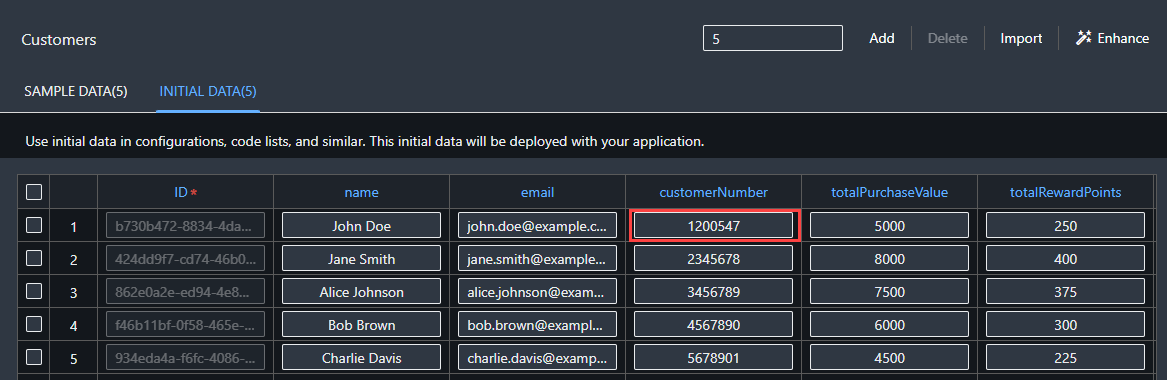 Customers 5 Add Delete Import Enhance
SAMPLE DATA(5) INITIAL DATA(5)
Use initial data in configurations, code lists, and similar. This initial data will be deployed with your application.
ID* name email customerNumber totalPurchaseValue totalRewardPoints
1 b730b472-8834-4da... John Doe john.doe@example.c... 1200547 5000 250
2 424dd9f7-cd74-46b0... Jane Smith jane.smith@example... 2345678 8000 400
3 862e0a2e-ed94-4e8... Alice Johnson alice.johnson@exam... 3456789 7500 375
4 f46b11bf-0f58-465e-... Bob Brown bob.brown@exampl... 4567890 6000 300
5 934eda4a-f6fc-4086-... Charlie Davis charlie.davis@examp... 5678901 4500 225